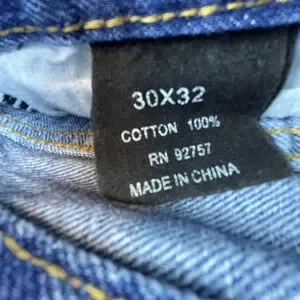 30X32
COTTON 100%
RN 92757
MADE IN CHINA